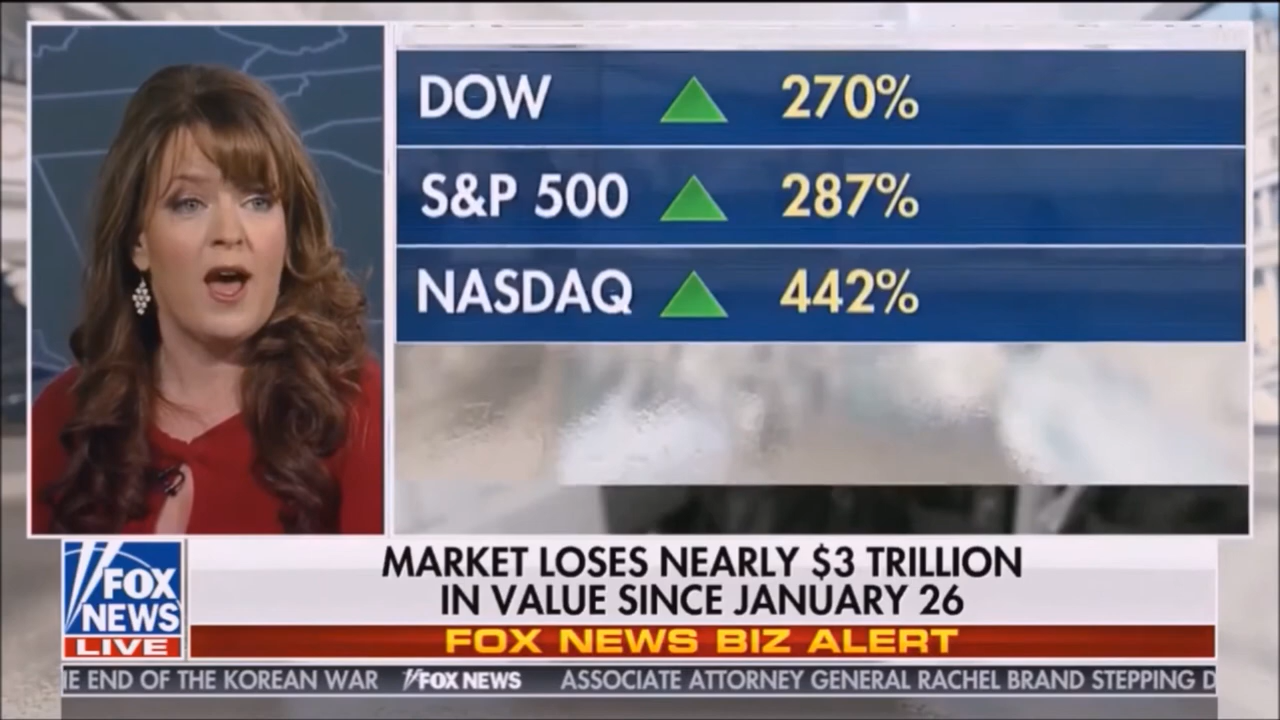 DOW 270%
S&P 500 287%
NASDAQ 442%
MARKET LOSES NEARLY $3 TRILLION
IN VALUE SINCE JANUARY 26
FOX NEWS LIVE
FOX NEWS BIZ ALERT
END OF THE KOREAN WAR FOX NEWS ASSOCIATE ATTORNEY GENERAL RACHEL BRAND STEPPING